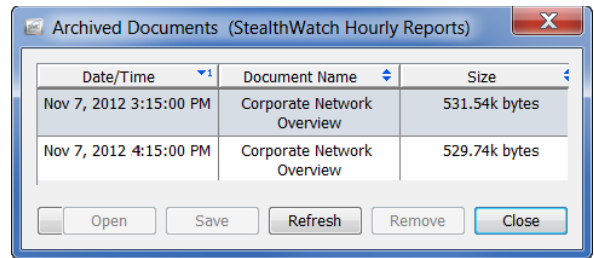 Archived Documents (StealthWatch Hourly Reports)
Date/Time 1 Document Name Size
Nov 7, 2012 3:15:00 PM Corporate Network 531.54k bytes
Overview
Nov 7, 2012 4:15:00 PM Corporate Network 529.74k bytes
Overview
Open Save Refresh Remove Close